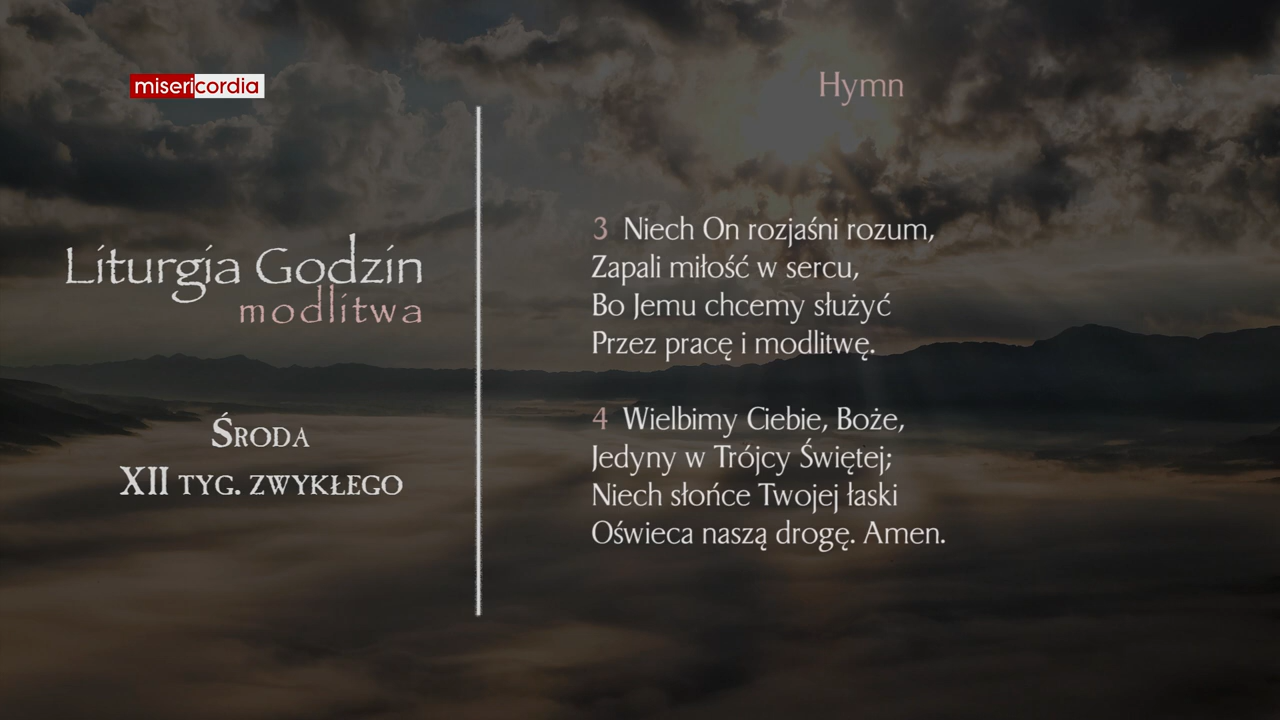 misericordia
Liturgia Godzin
modlitwa
Środa
XII tyg. zwykłego
Hymn
3 Niech On rozjaśni rozum,
Zapali miłość w sercu,
Bo Jemu chcemy służyć
Przez pracę i modlitwę.
4 Wielbimy Ciebie, Boże,
Jedyny w Trójcy Świętej;
Niech słońce Twojej łaski
Oświeca naszą drogę. Amen.